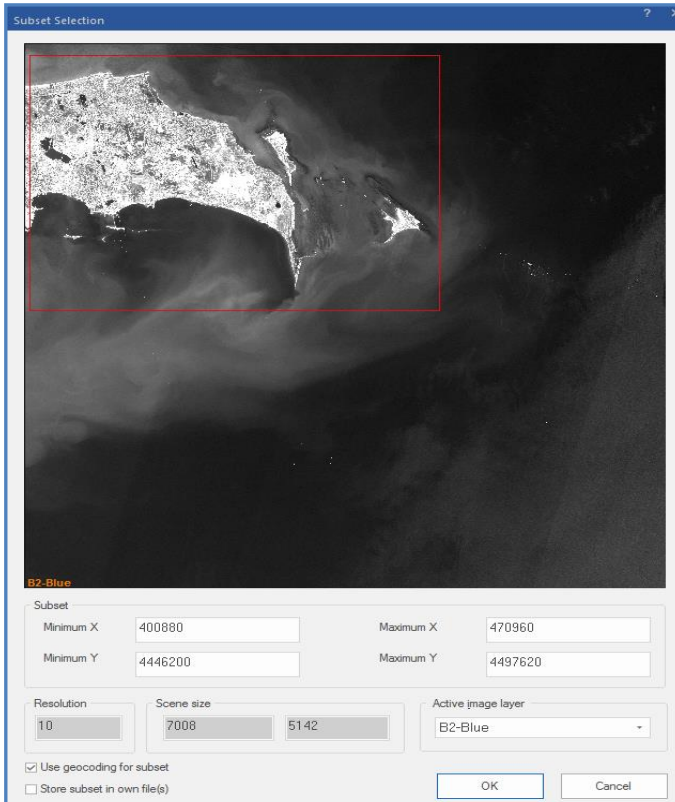 Subset Selection
? ×
B2-Blue
Subset
Minimum X 400880 Maximum X 470960
Minimum Y 4446200 Maximum Y 4497620
Resolution Scene size Active image layer
10 7008 5142 B2-Blue
Use geocoding for subset
Store subset in own file(s)
OK Cancel